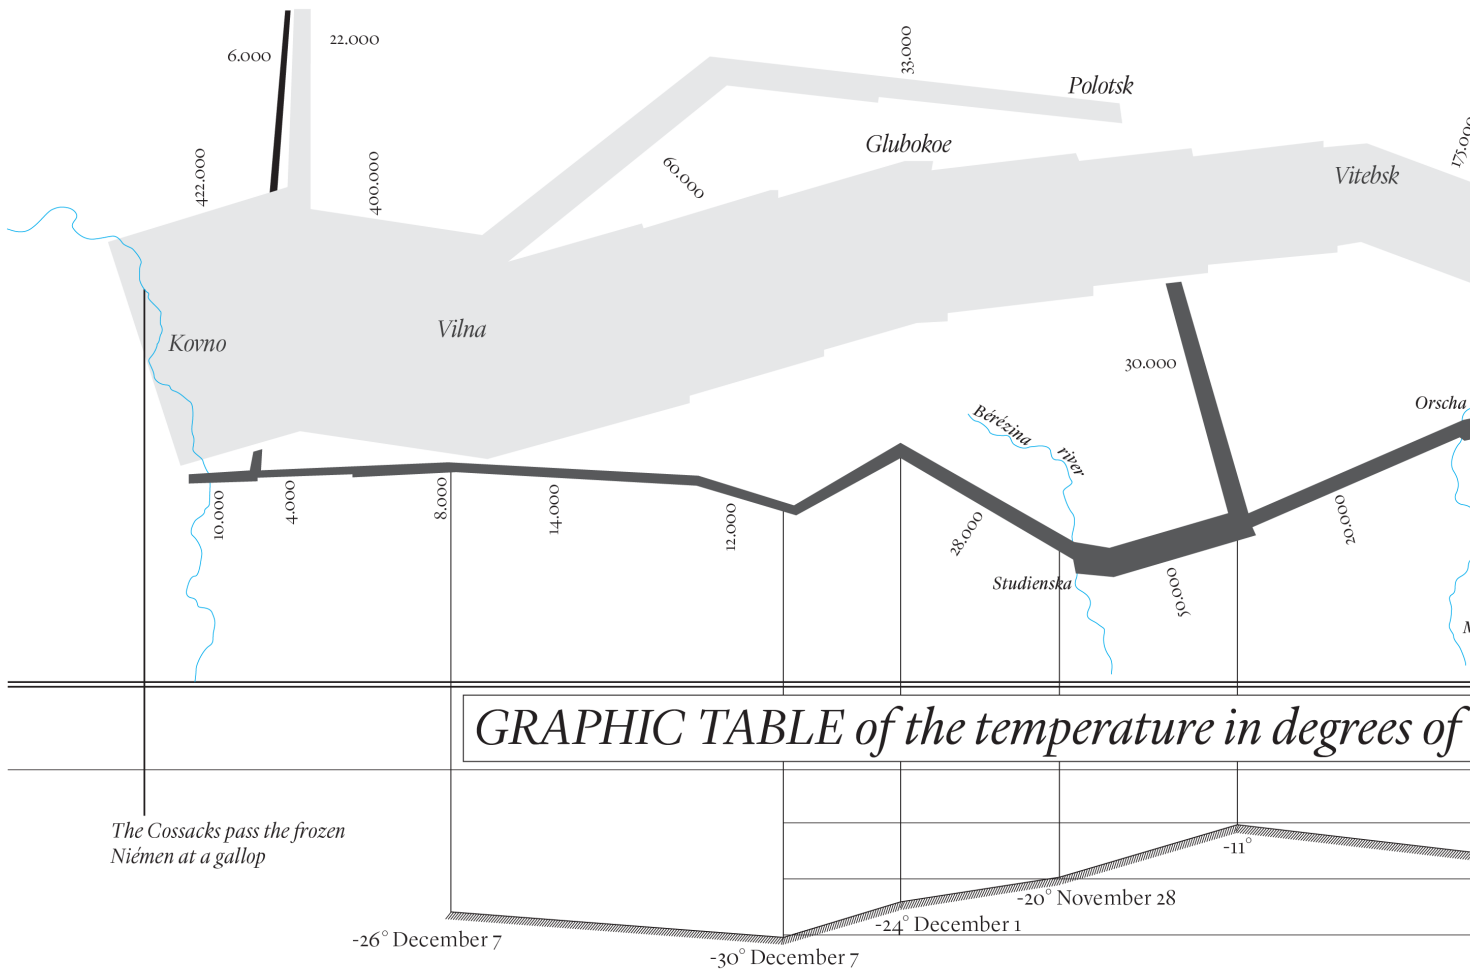 6.000
22.000
33.000
Polotsk
422.000
400.000
60.000
Glubokoe
175.000
Vitebsk
Kovno
Vilna
30.000
Bérézina
river
Orscha
10.000
4.000
8.000
14.000
12.000
28.000
Studienska
50.000
20.000
M
GRAPHIC TABLE of the temperature in degrees of
The Cossacks pass the frozen
Niémen at a gallop
-11°
-20° November 28
-24° December 1
-26° December 7
-30° December 7